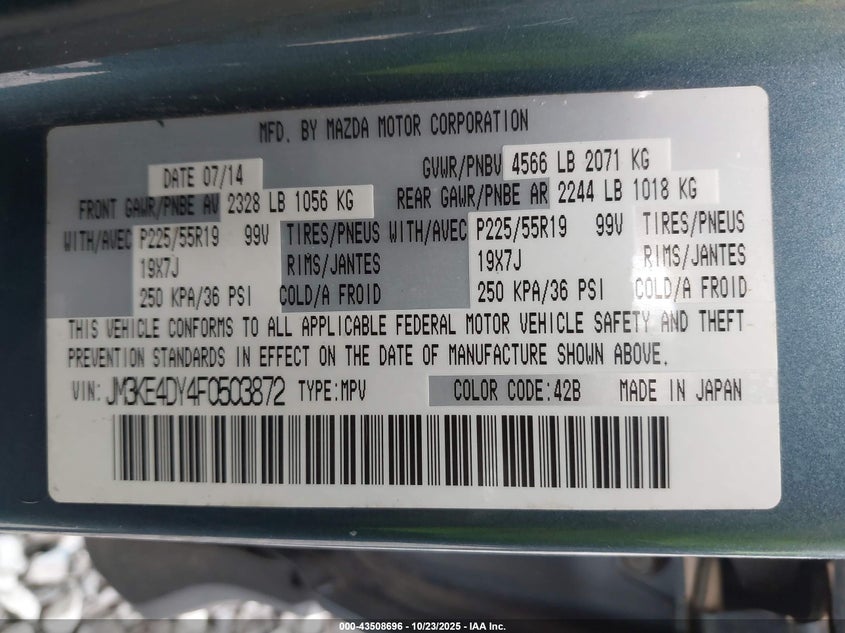 MFD. BY MAZDA MOTOR CORPORATION
DATE 07/14 GVWR/PNBV 4566 LB 2071 KG
FRONT GAWR/PNBE AV 2328 LB 1056 KG REAR GAWR/PNBE AR 2244 LB 1018 KG
WITH/AVEC P225/55R19 99V TIRES/PNEUS WITH/AVEC P225/55R19 99V TIRES/PNEUS
19X7J RIMS/JANTES 19X7J RIMS/JANTES
250 KPA/36 PSI COLD/A FROID 250 KPA/36 PSI COLD/A FROID
THIS VEHICLE CONFORMS TO ALL APPLICABLE FEDERAL MOTOR VEHICLE SAFETY AND THEFT
PREVENTION STANDARDS IN EFFECT ON THE DATE OF MANUFACTURE SHOWN ABOVE.
VIN: JM3KE4DY4F0503872 TYPE:MPV COLOR CODE:42B MADE IN JAPAN
000-43508696 - 10/23/2025 - IAA Inc.